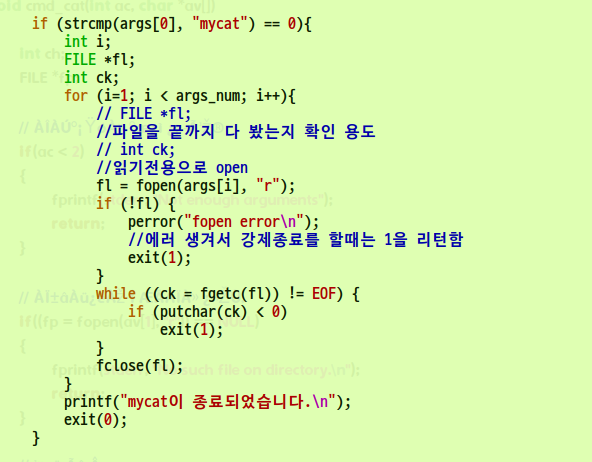 if (strcmp(args[0], "mycat") == 0){
int i;
FILE *fl;
int ck;
for (i=1; i < args_num; i++){
// FILE *fl;
//파일을 끝까지 다 봤는지 확인 용도
// int ck;
//읽기전용으로 open
fl = fopen(args[i], "r");
if (!fl) {
perror("fopen error\n");
//에러 생겨서 강제종료를 할때는 1을 리턴함
exit(1);
}
while ((ck = fgetc(fl)) != EOF) {
if (putchar(ck) < 0)
exit(1);
}
fclose(fl);
}
printf("mycat이 종료되었습니다.\n");
exit(0);
}